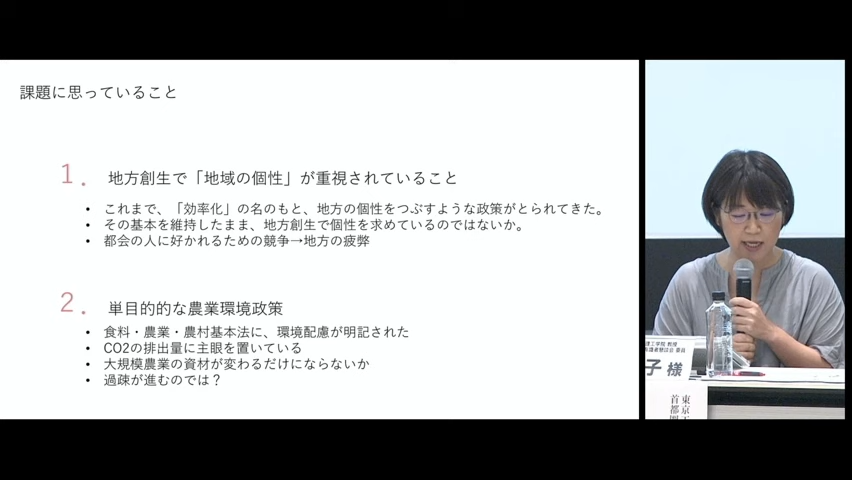 課題に思っていること
1. 地方創生で「地域の個性」が重視されていること
• これまで、「効率化」の名のもと、地方の個性をつぶすような政策がとられてきた。
• その基本を維持したまま、地方創生で個性を求めているのではないか。
• 都会の人に好かれるための競争→地方の疲弊
2. 単目的的な農業環境政策
• 食料・農業・農村基本法に、環境配慮が明記された
• CO2の排出量に主眼を置いている
• 大規模農業の資材が変わるだけにならないか
• 過疎が進むのでは？
理工学院 教授
子 様
東京
首都圏